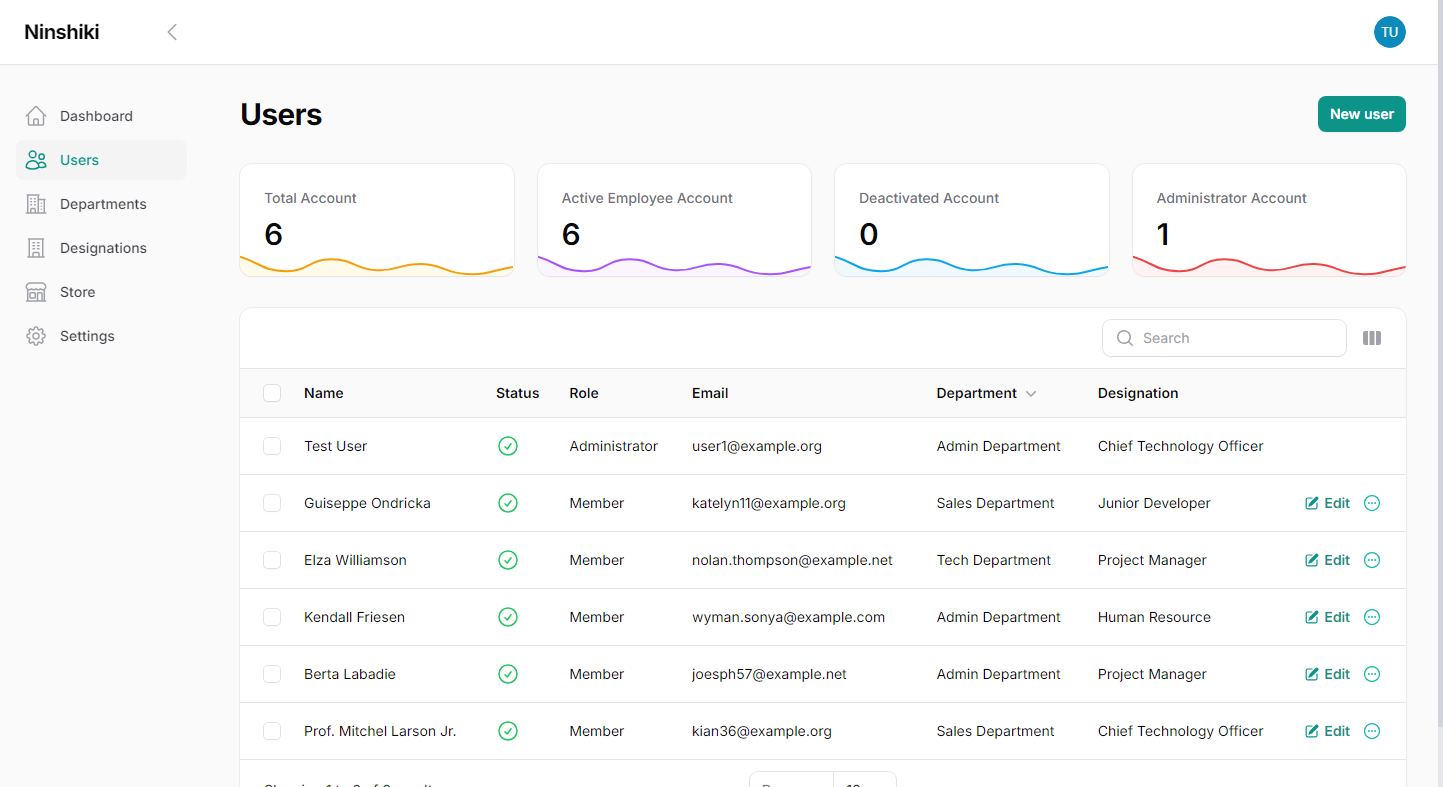 Ninshiki
TU
Dashboard
Users
Departments
Designations
Store
Settings
Users
New user
Total Account
6
Active Employee Account
6
Deactivated Account
0
Administrator Account
1
Search
Name Status Role Email Department Designation
Test User Administrator user1@example.org Admin Department Chief Technology Officer
Guiseppe Ondricka Member katelyn11@example.org Sales Department Junior Developer Edit
Elza Williamson Member nolan.thompson@example.net Tech Department Project Manager Edit
Kendall Friesen Member wyman.sonya@example.com Admin Department Human Resource Edit
Berta Labadie Member joesph57@example.net Admin Department Project Manager Edit
Prof. Mitchel Larson Jr. Member kian36@example.org Sales Department Chief Technology Officer Edit